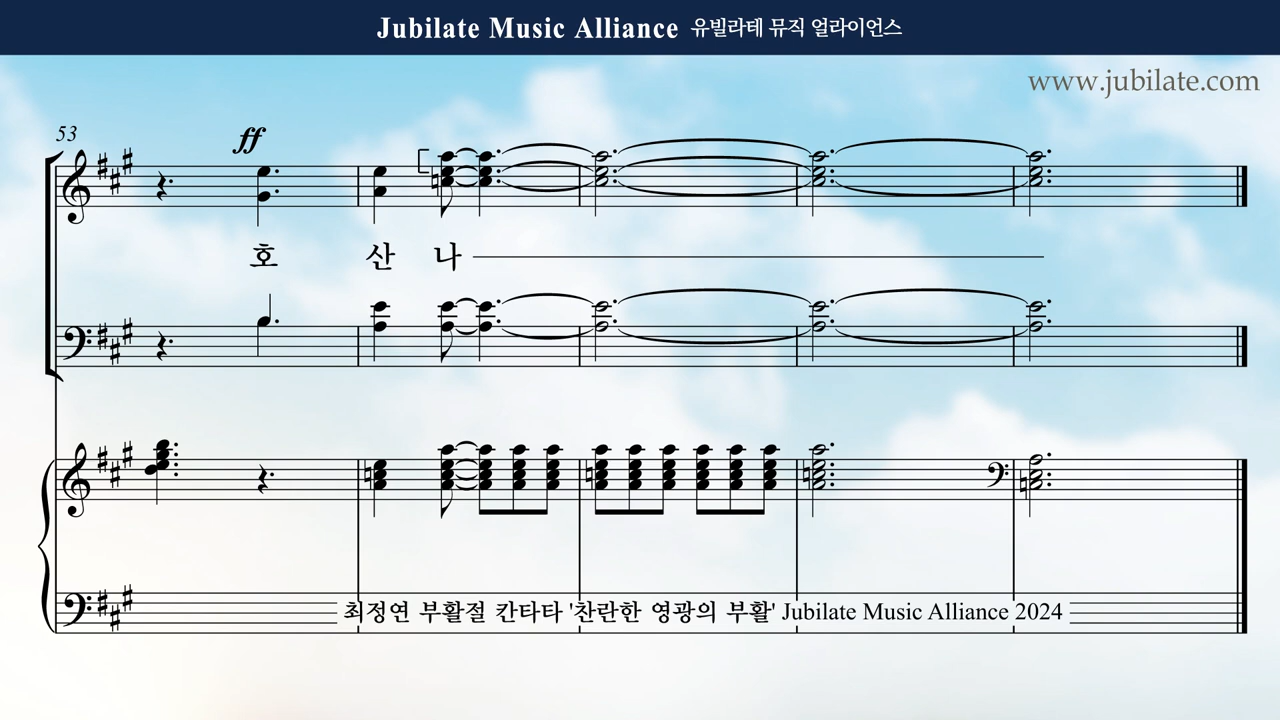 Jubilate Music Alliance 유빌라테 뮤직 얼라이언스
www.jubilate.com
53
ff
호 산 나
최정연 부활절 칸타타 '찬란한 영광의 부활' Jubilate Music Alliance 2024